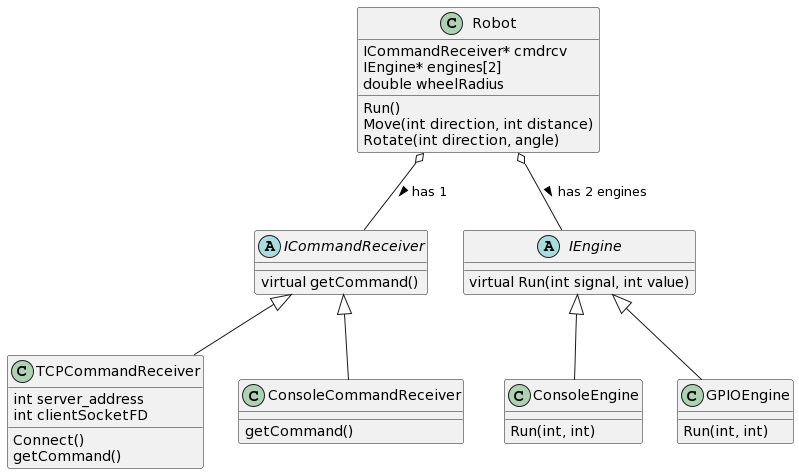 C Robot
ICommandReceiver* cmdrcv
IEngine* engines[2]
double wheelRadius
Run()
Move(int direction, int distance)
Rotate(int direction, angle)
has 1
has 2 engines
A ICommandReceiver
virtual getCommand()
A IEngine
virtual Run(int signal, int value)
C TCPCommandReceiver
int server_address
int clientSocketFD
Connect()
getCommand()
C ConsoleCommandReceiver
getCommand()
C ConsoleEngine
Run(int, int)
C GPIOEngine
Run(int, int)